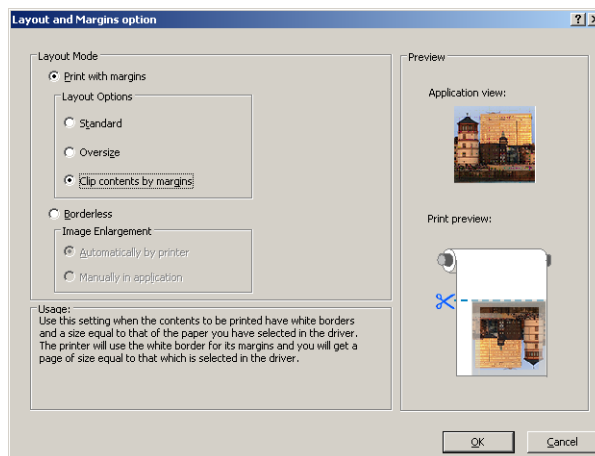 Layout and Margins option
Layout Mode
Print with margins
Layout Options
Standard
Oversize
Clip contents by margins
Borderless
Image Enlargement
Automatically by printer
Manually in application
Usage:
Use this setting when the contents to be printed have white borders
and a size equal to that of the paper you have selected in the driver.
The printer will use the white border for its margins and you will get a
page of size equal to that which is selected in the driver.
Preview
Application view:
Print preview:
OK
Cancel